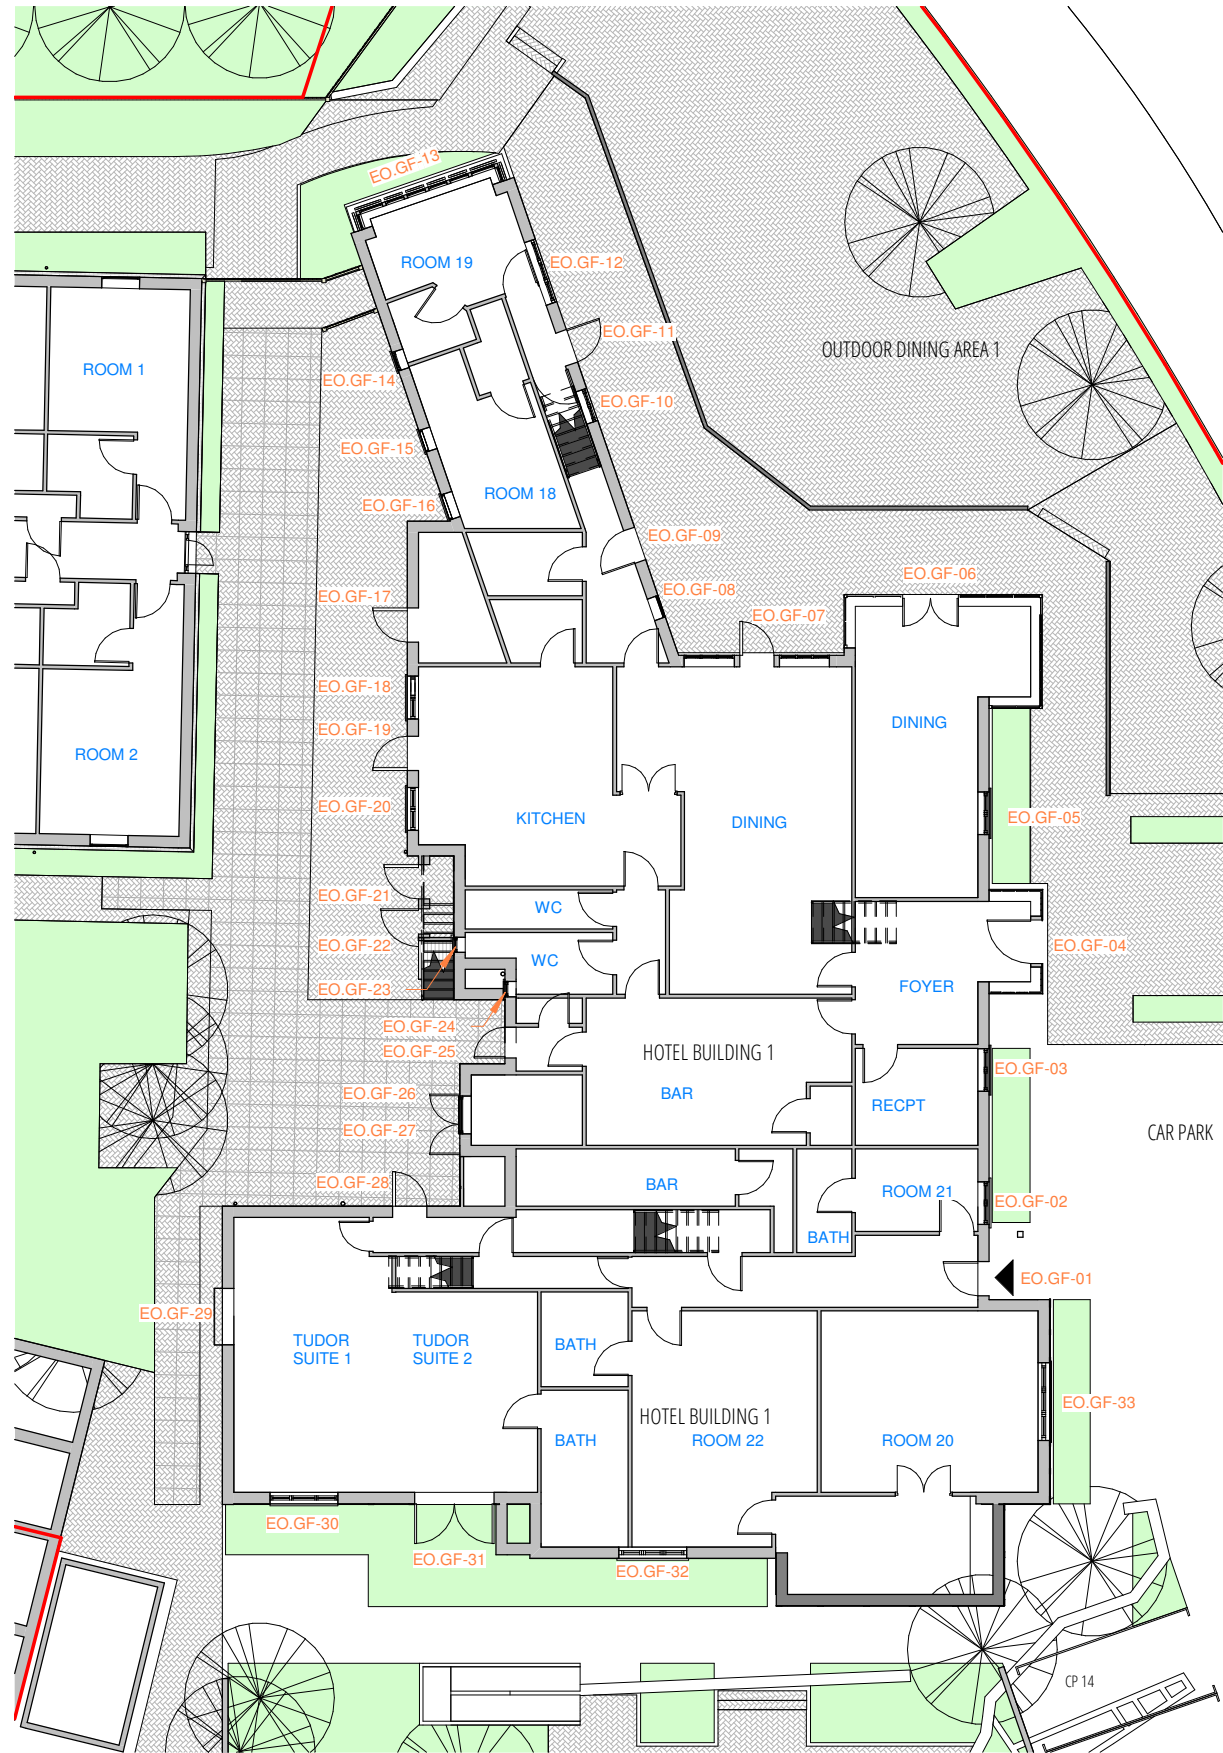 EO.GF-13
ROOM 19
EO.GF-12
EO.GF-11
OUTDOOR DINING AREA 1
ROOM 1
EO.GF-14
EO.GF-10
EO.GF-15
ROOM 18
EO.GF-16
EO.GF-09
EO.GF-06
EO.GF-08
EO.GF-17
EO.GF-07
EO.GF-18
DINING
EO.GF-19
ROOM 2
EO.GF-20
KITCHEN
DINING
EO.GF-05
EO.GF-21
WC
EO.GF-22
EO.GF-04
WC
EO.GF-23
FOYER
EO.GF-24
EO.GF-25
HOTEL BUILDING 1
EO.GF-03
EO.GF-26
BAR
RECPT
EO.GF-27
CAR PARK
EO.GF-28
BAR
ROOM 21
EO.GF-02
BATH
EO.GF-01
EO.GF-29
TUDOR
SUITE 1
TUDOR
SUITE 2
BATH
EO.GF-33
HOTEL BUILDING 1
BATH
ROOM 22
ROOM 20
EO.GF-30
EO.GF-31
EO.GF-32
CP 14